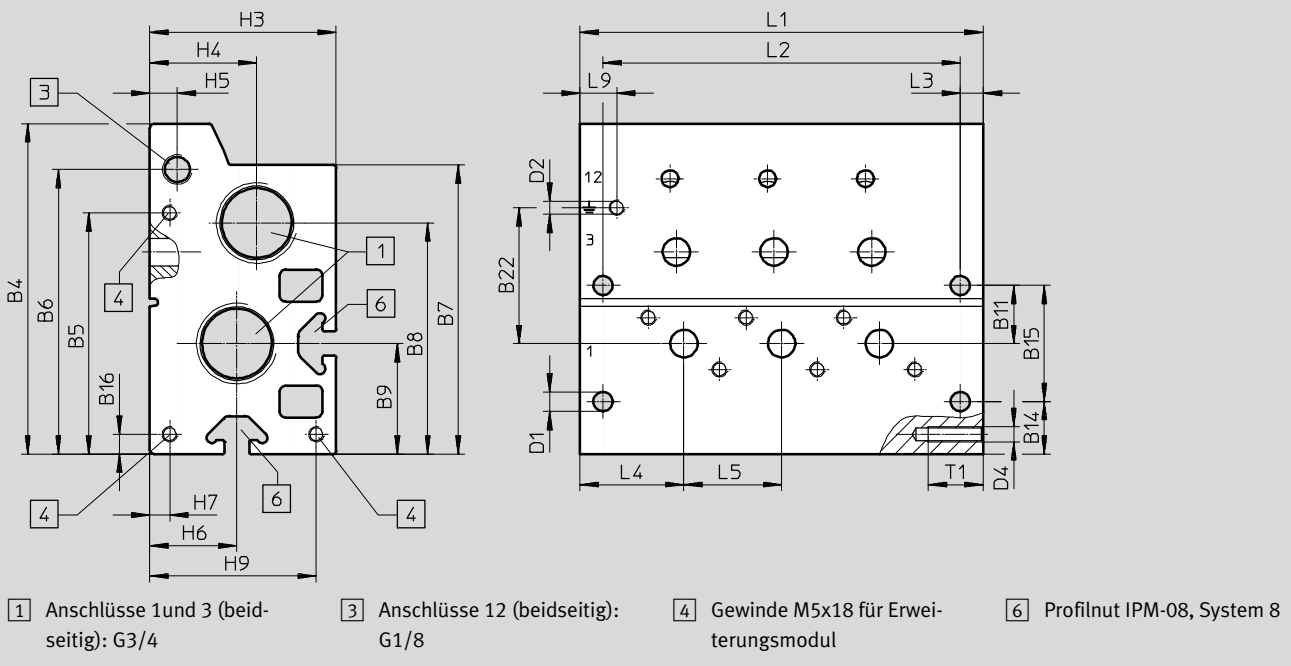 H3
H4
H5
3
B4
B6
B5
4
B16
1
6
B7
B8
B9
4
H7
6
4
H6
H9
L1
L2
L9
L3
D2
12
3
B22
1
D1
B11
B15
B14
L4
L5
T1
D4
1 Anschlüsse 1und 3 (beid-
seitig): G3/4
3 Anschlüsse 12 (beidseitig):
G1/8
4 Gewinde M5x18 für Erwei-
terungsmodul
6 Profilnut IPM-08, System 8